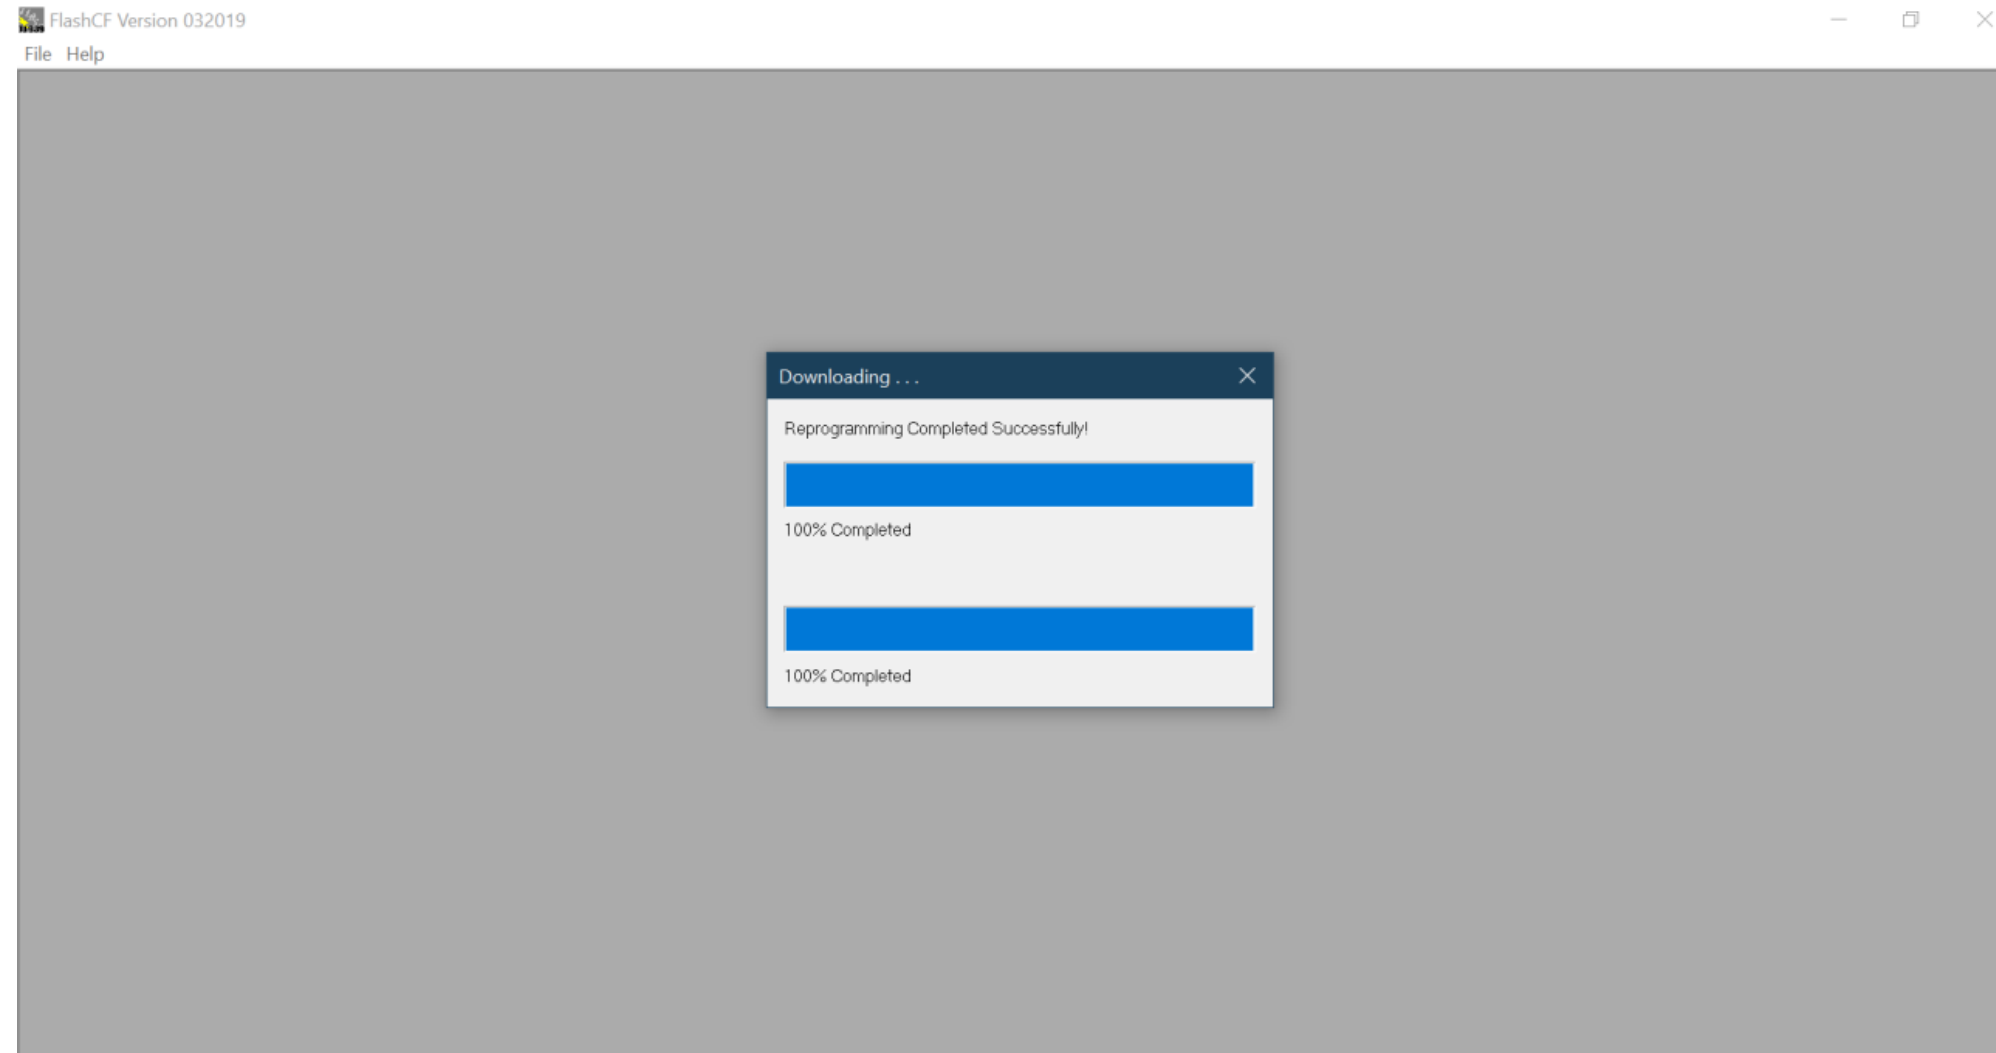 FlashCF Version 032019
File Help
Downloading . . .
Reprogramming Completed Successfully!
100% Completed
100% Completed